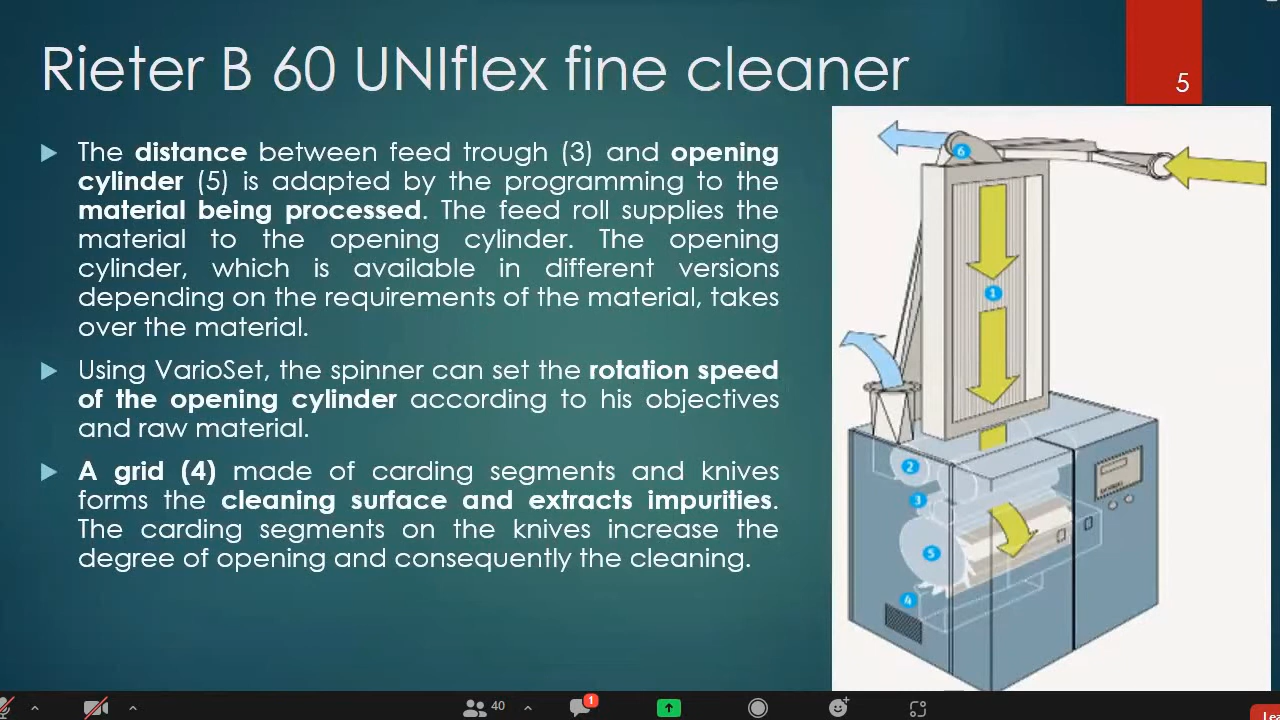 Rieter B 60 UNIflex fine cleaner
5
The distance between feed trough (3) and opening
cylinder (5) is adapted by the programming to the
material being processed. The feed roll supplies the
material to the opening cylinder. The opening
cylinder, which is available in different versions
depending on the requirements of the material, takes
over the material.
Using VarioSet, the spinner can set the rotation speed
of the opening cylinder according to his objectives
and raw material.
A grid (4) made of carding segments and knives
forms the cleaning surface and extracts impurities.
The carding segments on the knives increase the
degree of opening and consequently the cleaning.
6
1
2
3
5
4
40
1